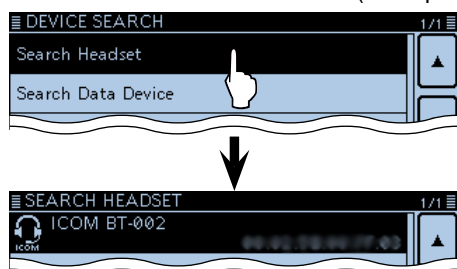 DEVICE SEARCH 1/1
Search Headset
Search Data Device
SEARCH HEADSET 1/1
ICOM BT-002
ICOM